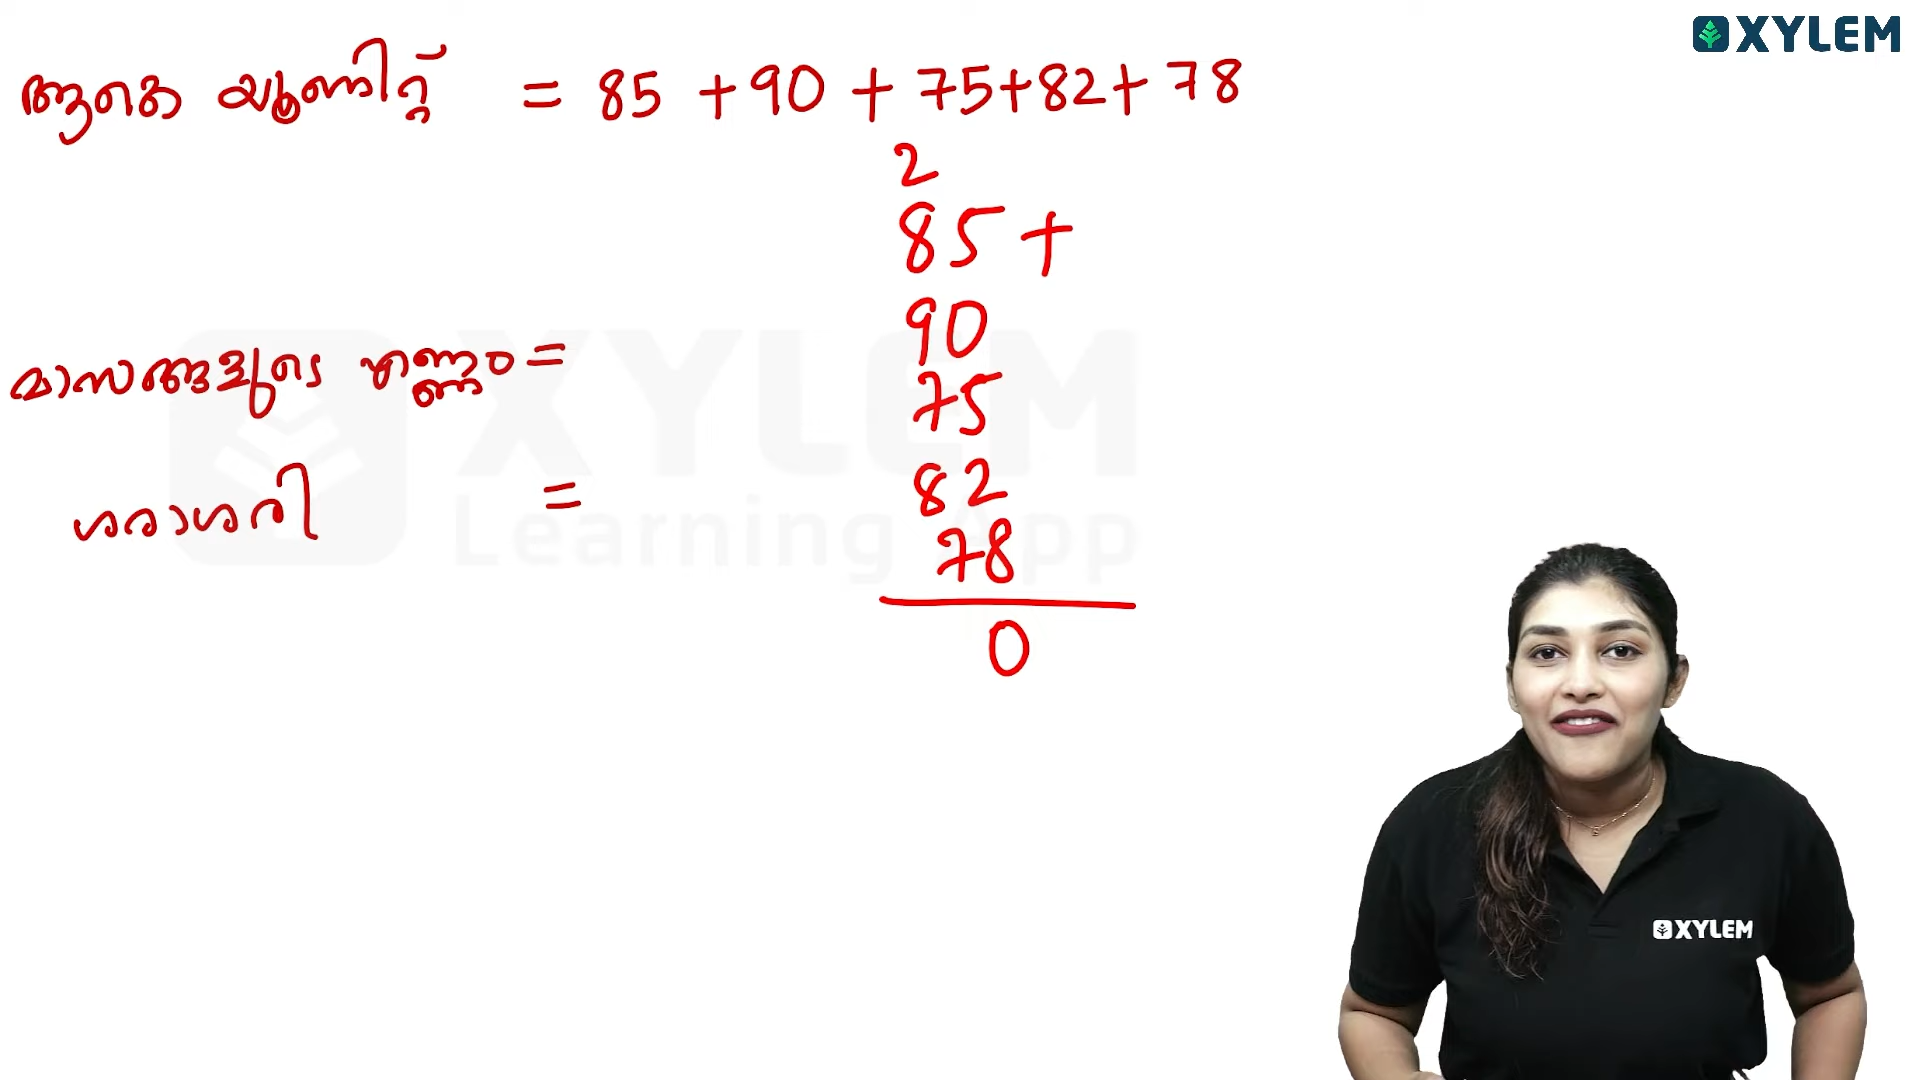 XYLEM
ആകെ യൂണിറ്റ് = 85 + 90 + 75 + 82 + 78
2
85 +
90
മാസങ്ങളുടെ എണ്ണം =
75
82
ശരാശരി =
78
0
XYLEM
Learning App
XYLEM